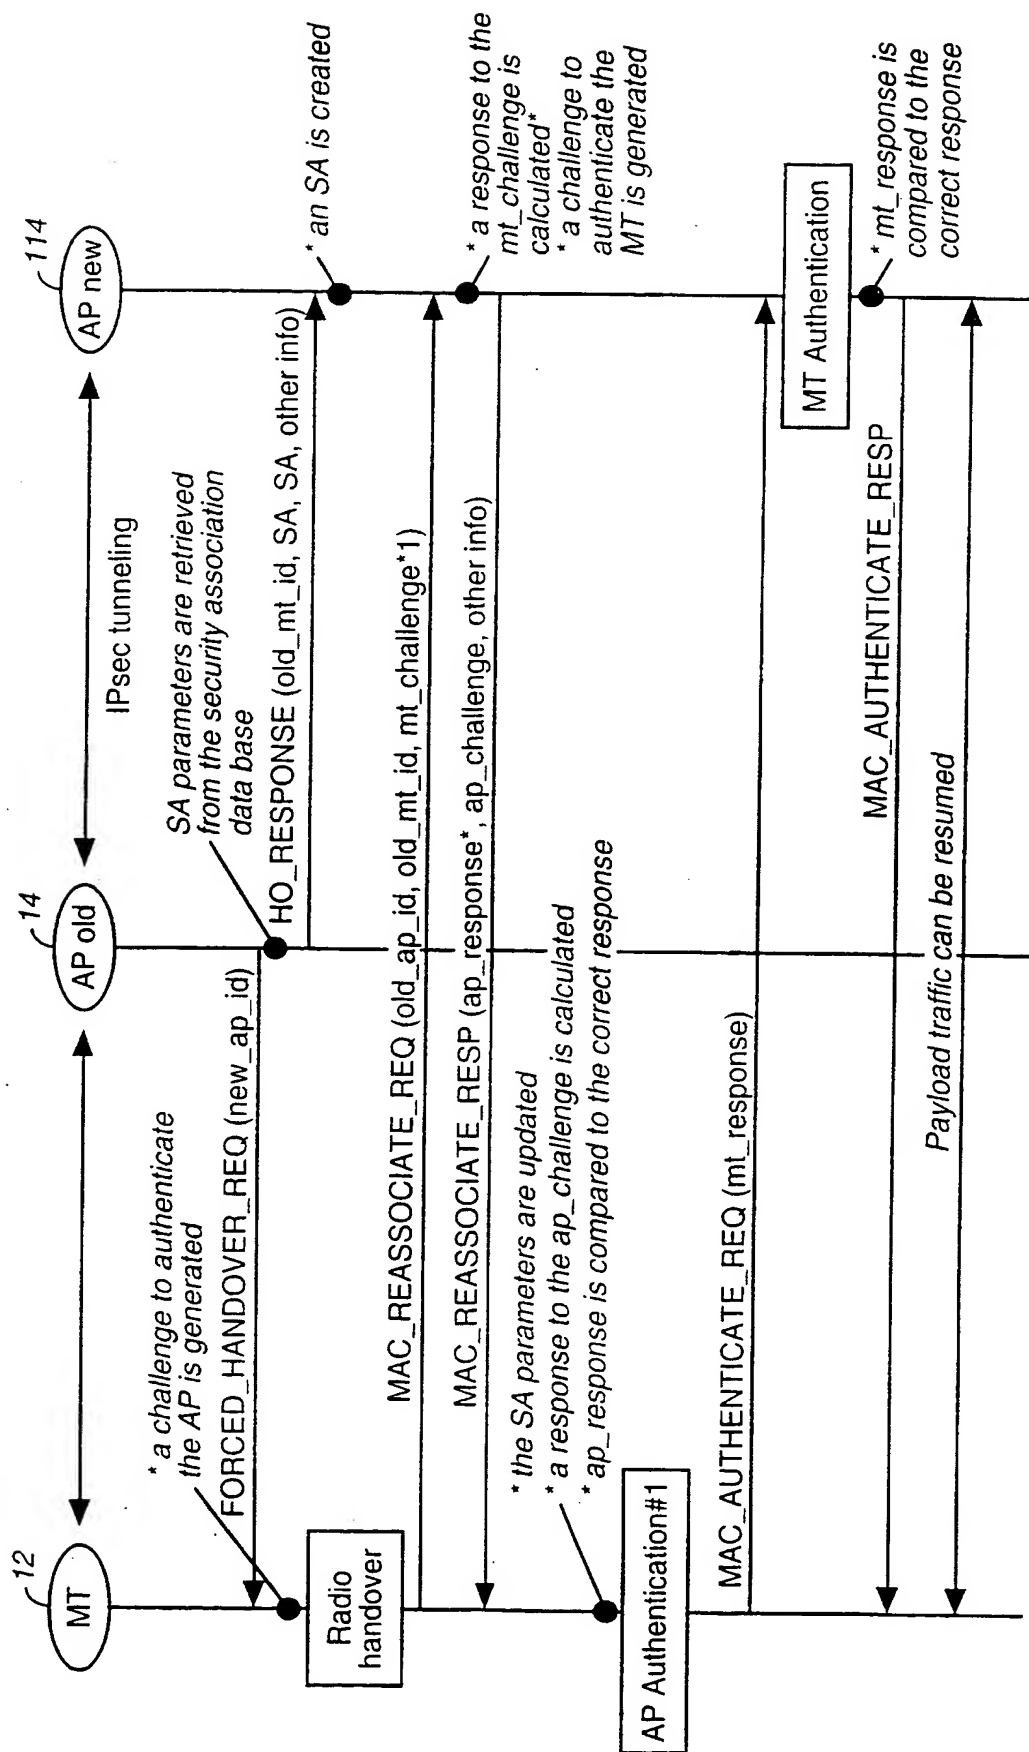 12
MT
14
AP old
114
AP new
IPsec tunneling
* a challenge to authenticate
the AP is generated
SA parameters are retrieved
from the security association
data base
FORCED_HANDOVER_REQ (new_ap_id)
HO_RESPONSE (old_mt_id, SA, SA, other info)
* an SA is created
Radio
handover
MAC_REASSOCIATE_REQ (old_ap_id, old_mt_id, mt_challenge*1)
* a response to the
mt_challenge is
calculated*
* a challenge to
authenticate the
MT is generated
MAC_REASSOCIATE_RESP (ap_response*, ap_challenge, other info)
* the SA parameters are updated
* a response to the ap_challenge is calculated
* ap_response is compared to the correct response
AP Authentication#1
MAC_AUTHENTICATE_REQ (mt_response)
MT Authentication
* mt_response is
compared to the
correct response
MAC_AUTHENTICATE_RESP
Payload traffic can be resumed